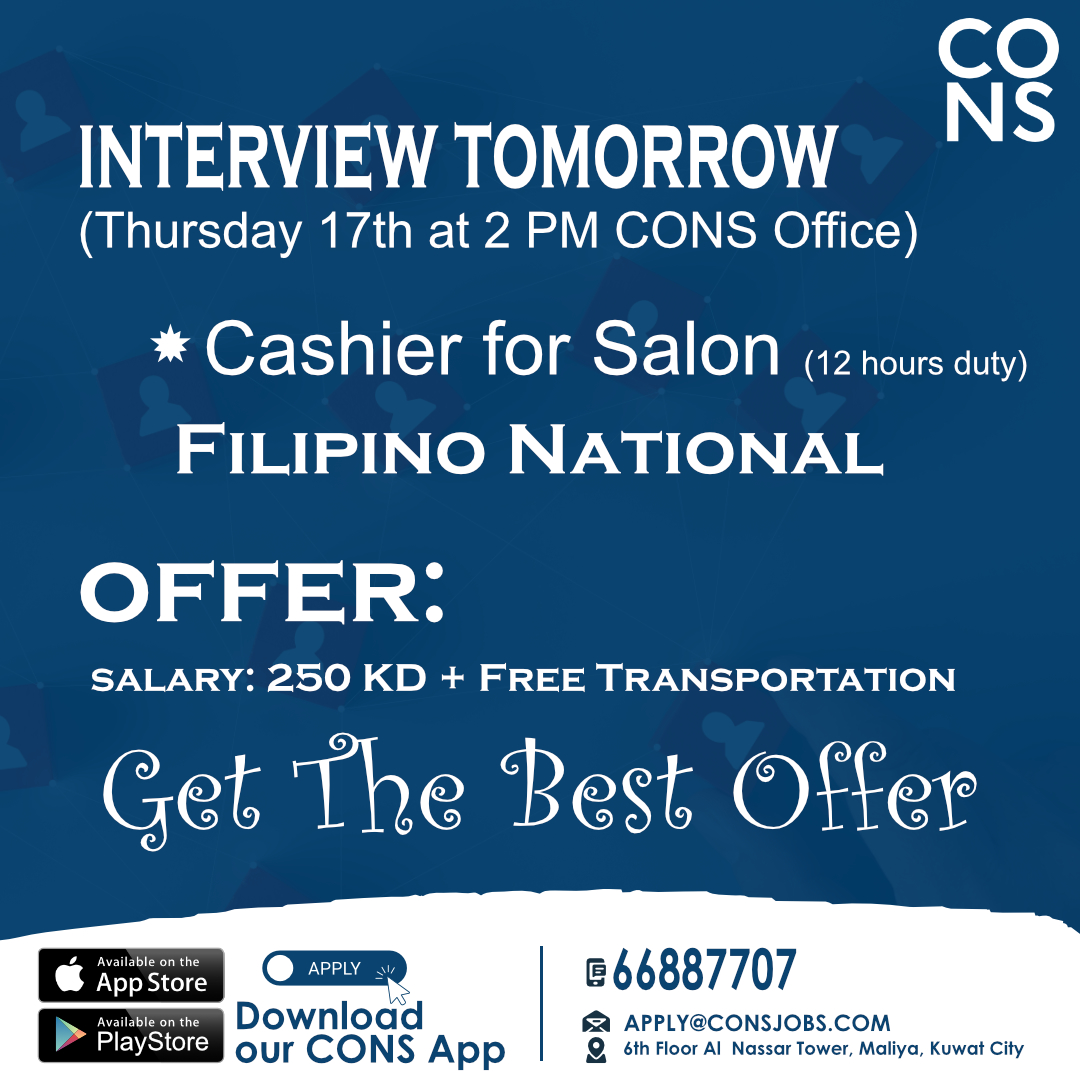 CO
NS
INTERVIEW TOMORROW
(Thursday 17th at 2 PM CONS Office)
Cashier for Salon (12 hours duty)
FILIPINO NATIONAL
OFFER:
SALARY: 250 KD + FREE TRANSPORTATION
Get The Best Offer
Available on the
App Store
Available on the
PlayStore
APPLY
Download
our CONS App
66887707
APPLY@CONSJOBS.COM
6th Floor Al Nassar Tower, Maliya, Kuwat City